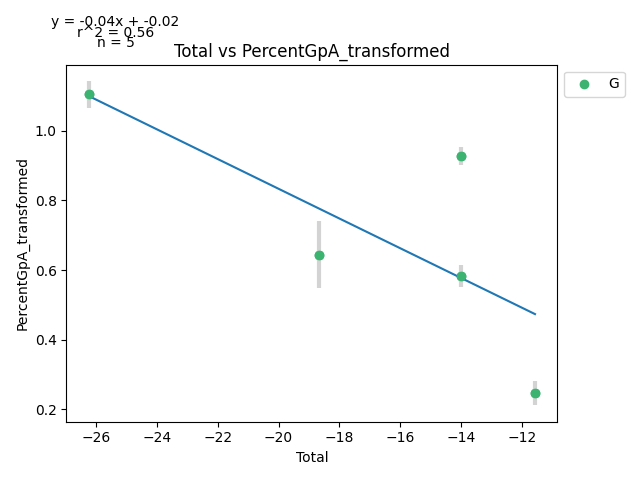 y = -0.04x + -0.02
r^2 = 0.56
n = 5
Total vs PercentGpA_transformed
G
PercentGpA_transformed
1.0
0.8
0.6
0.4
0.2
−26
−24
−22
−20
−18
−16
−14
−12
Total